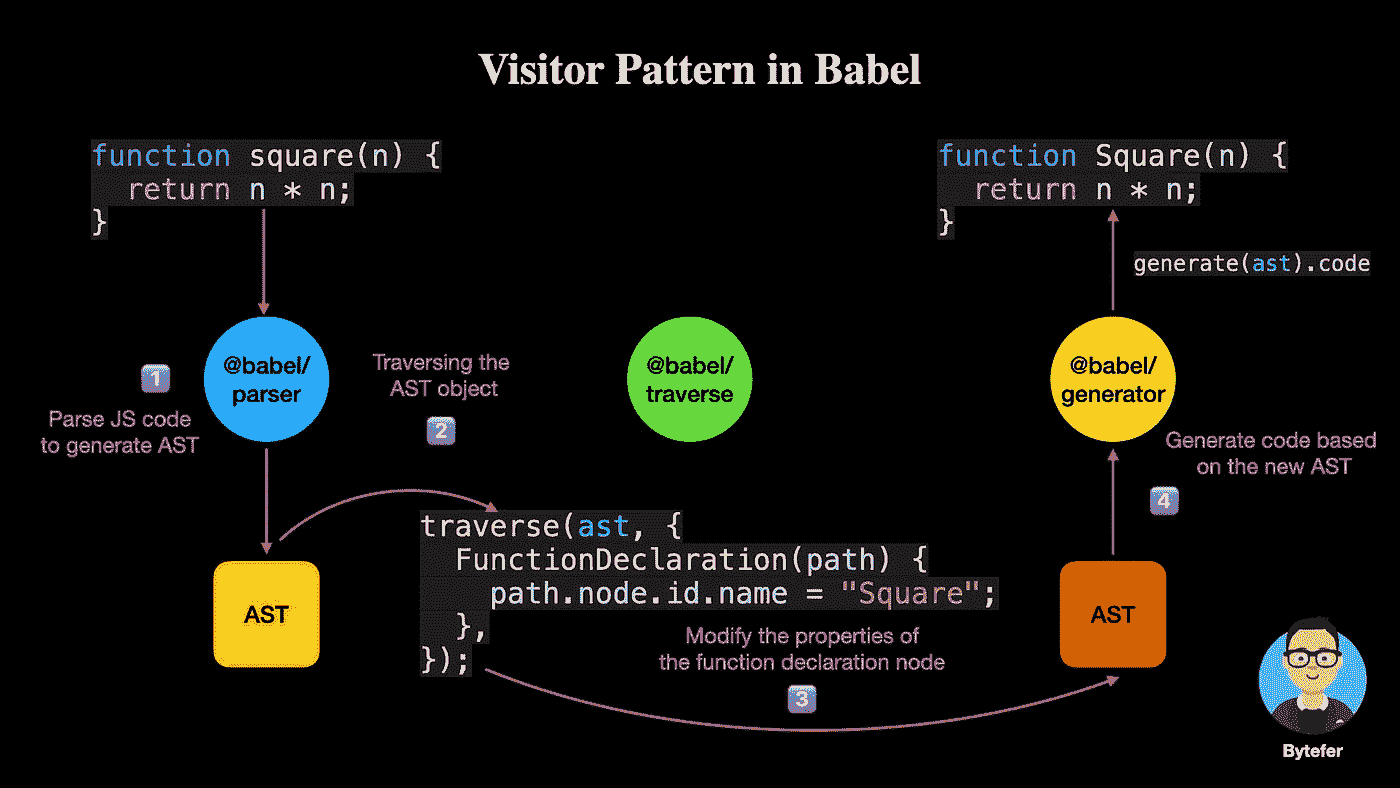 Visitor Pattern in Babel
function square(n) {
  return n * n;
}
function Square(n) {
  return n * n;
}
generate(ast).code
@babel/
parser
1
Parse JS code
to generate AST
Traversing the
AST object
2
@babel/
traverse
@babel/
generator
Generate code based
on the new AST
4
AST
traverse(ast, {
  FunctionDeclaration(path) {
    path.node.id.name = "Square";
  },
});
Modify the properties of
the function declaration node
3
AST
Bytefer